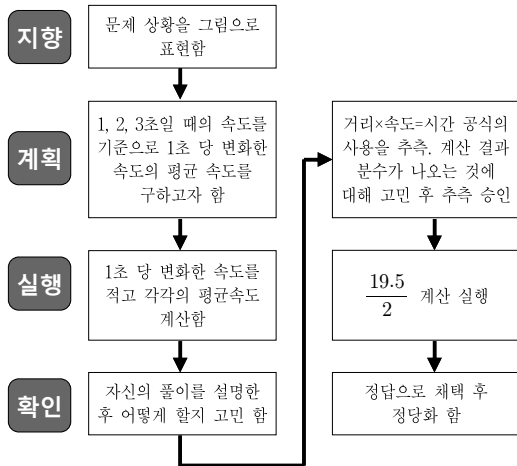 지향
문제 상황을 그림으로
표현함
계획
1, 2, 3초일 때의 속도를
기준으로 1초 당 변화한
속도의 평균 속도를
구하고자 함
실행
1초 당 변화한 속도를
적고 각각의 평균속도
계산함
확인
자신의 풀이를 설명한
후 어떻게 할지 고민 함
거리×속도=시간 공식의
사용을 추측. 계산 결과
분수가 나오는 것에
대해 고민 후 추측 승인
19.5
2
계산 실행
정답으로 채택 후
정당화 함